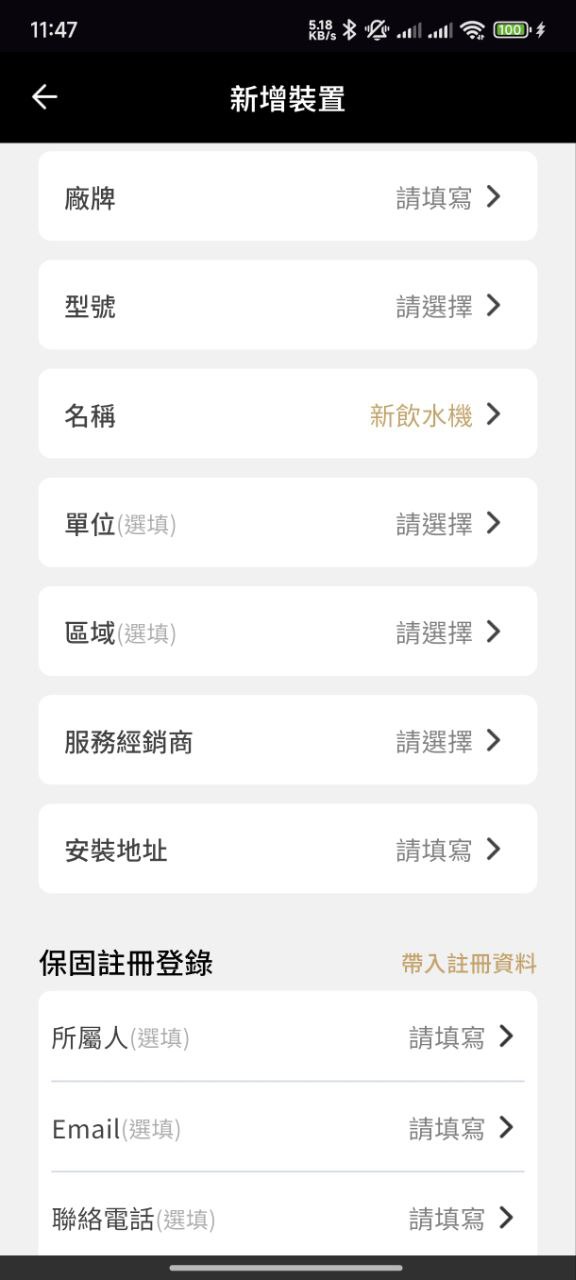 11:47
5.18
KB/s
100
新增裝置
廠牌 請填寫
型號 請選擇
名稱 新飲水機
單位(選填) 請選擇
區域(選填) 請選擇
服務經銷商 請選擇
安裝地址 請填寫
保固註冊登錄 帶入註冊資料
所屬人(選填) 請填寫
Email(選填) 請填寫
聯絡電話(選填) 請填寫